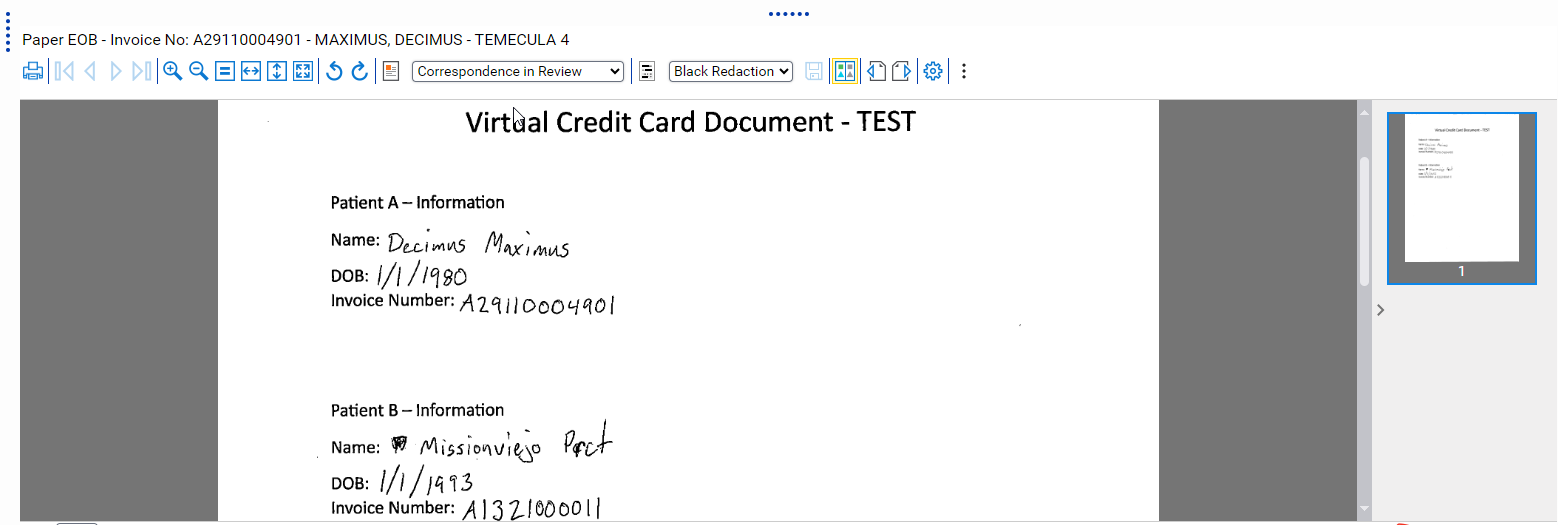 Paper EOB - Invoice No: A29110004901 - MAXIMUS, DECIMUS - TEMECULA 4
Correspondence in Review
Black Redaction
Virtual Credit Card Document - TEST
Patient A – Information
Name: Decimus Maximus
DOB: 1/1/1980
Invoice Number: A29110004901
Patient B – Information
Name: Missionviejo
DOB: 1/1/1993
Invoice Number: A1321000011
1